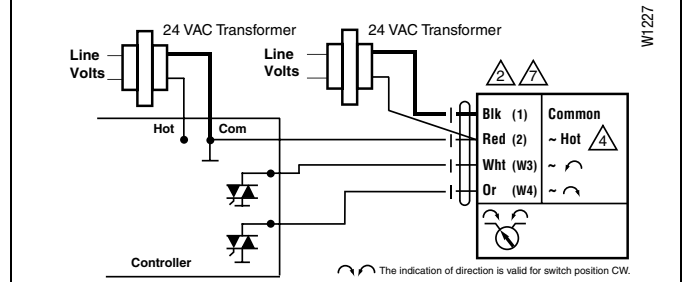 24 VAC Transformer
24 VAC Transformer
W1227
Line
Volts
Line
Volts
2
7
Hot
Com
Blk (1) Common
Red (2) ~ Hot 4
Wht (W3) ~
Or (W4) ~
Controller
The indication of direction is valid for switch position CW.